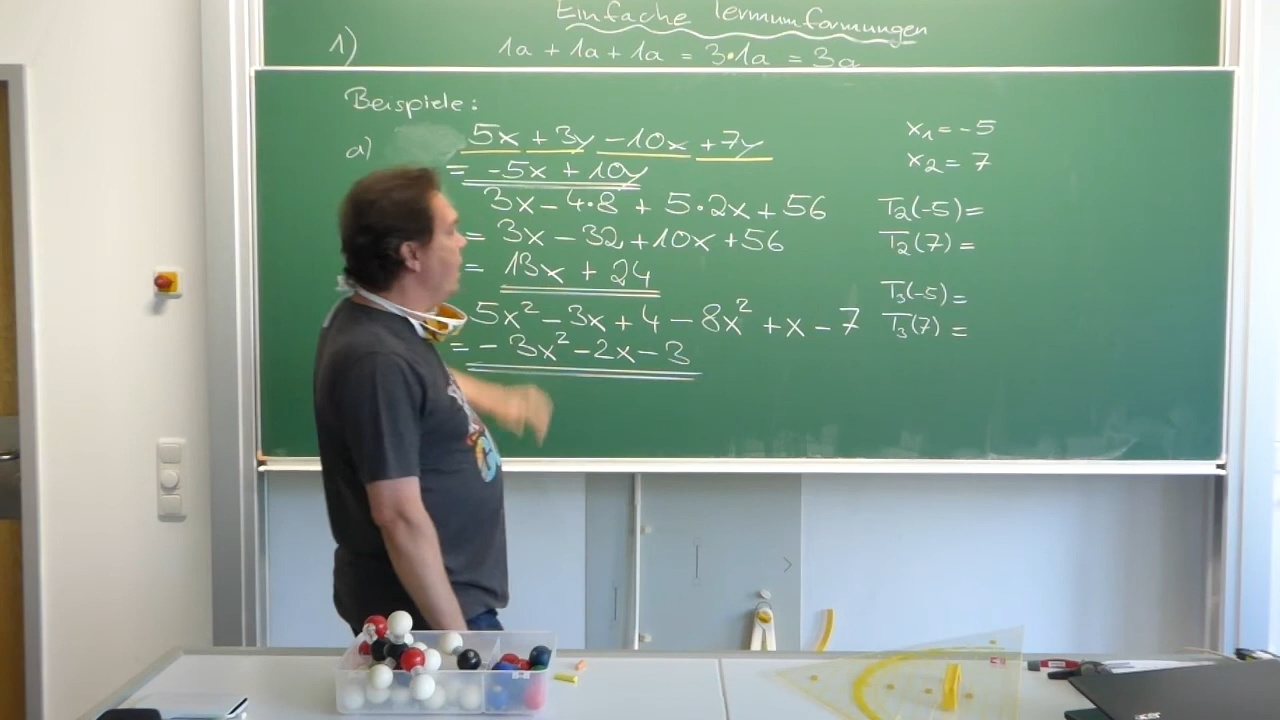 Einfache Termumformungen
1) 1a + 1a + 1a = 3·1a = 3a
Beispiele:
a) 5x + 3y - 10x + 7y
= -5x + 10y
3x - 4·8 + 5·2x + 56
= 3x - 32 + 10x + 56
= 13x + 24
5x² - 3x + 4 - 8x² + x - 7
= - 3x² - 2x - 3
x₁ = -5
x₂ = 7
T₂(-5) =
T₂(7) =
T₃(-5) =
T₃(7) =